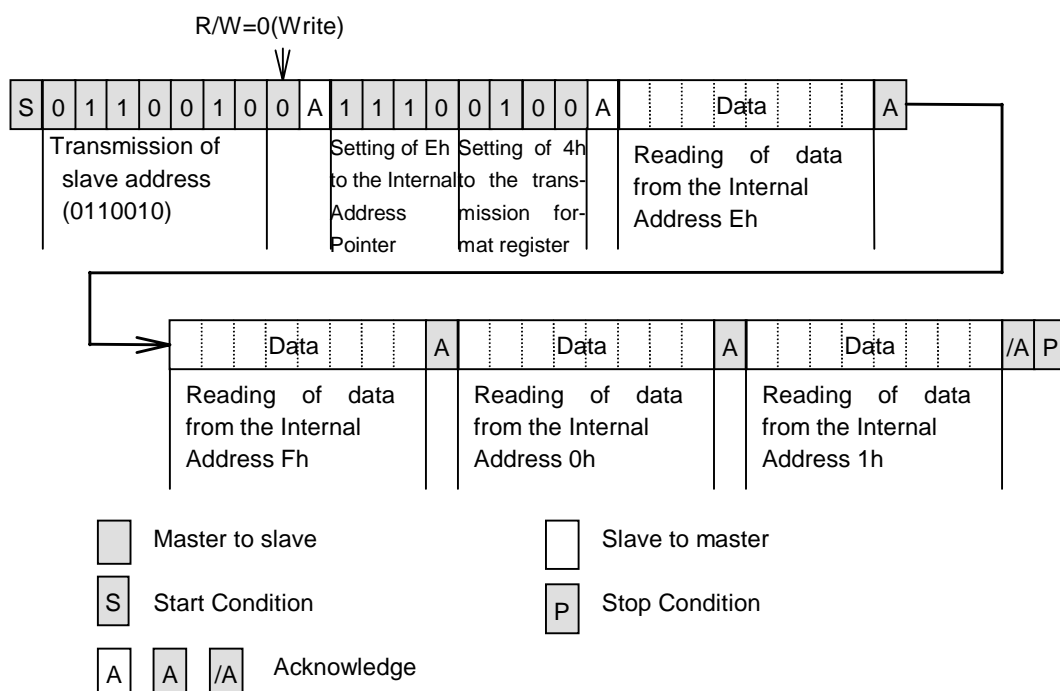 R/W=0(Write)
S 0 1 1 0 0 1 0 0 A 1 1 1 0 0 1 0 0 A Data A
Transmission of
slave address
(0110010)
Setting of Eh
to the Internal
Address
Pointer
Setting of 4h
to the trans-
mission for-
mat register
Reading of data
from the Internal
Address Eh
Data A Data A Data /A P
Reading of data
from the Internal
Address Fh
Reading of data
from the Internal
Address 0h
Reading of data
from the Internal
Address 1h
Master to slave
Slave to master
S Start Condition
P Stop Condition
A A /A Acknowledge